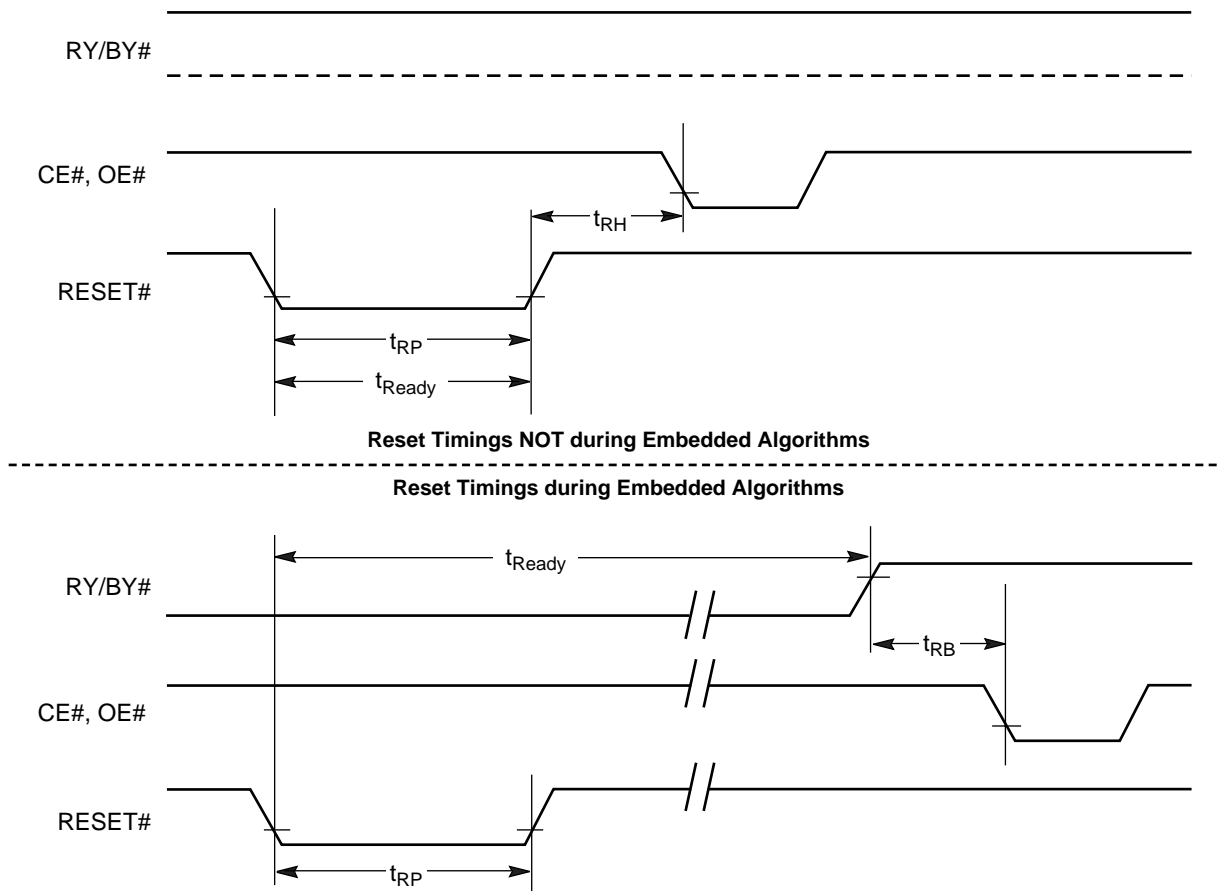 RY/BY#
CE#, OE#
tRH
RESET#
tRP
tReady
Reset Timings NOT during Embedded Algorithms
Reset Timings during Embedded Algorithms
tReady
RY/BY#
tRB
CE#, OE#
RESET#
tRP